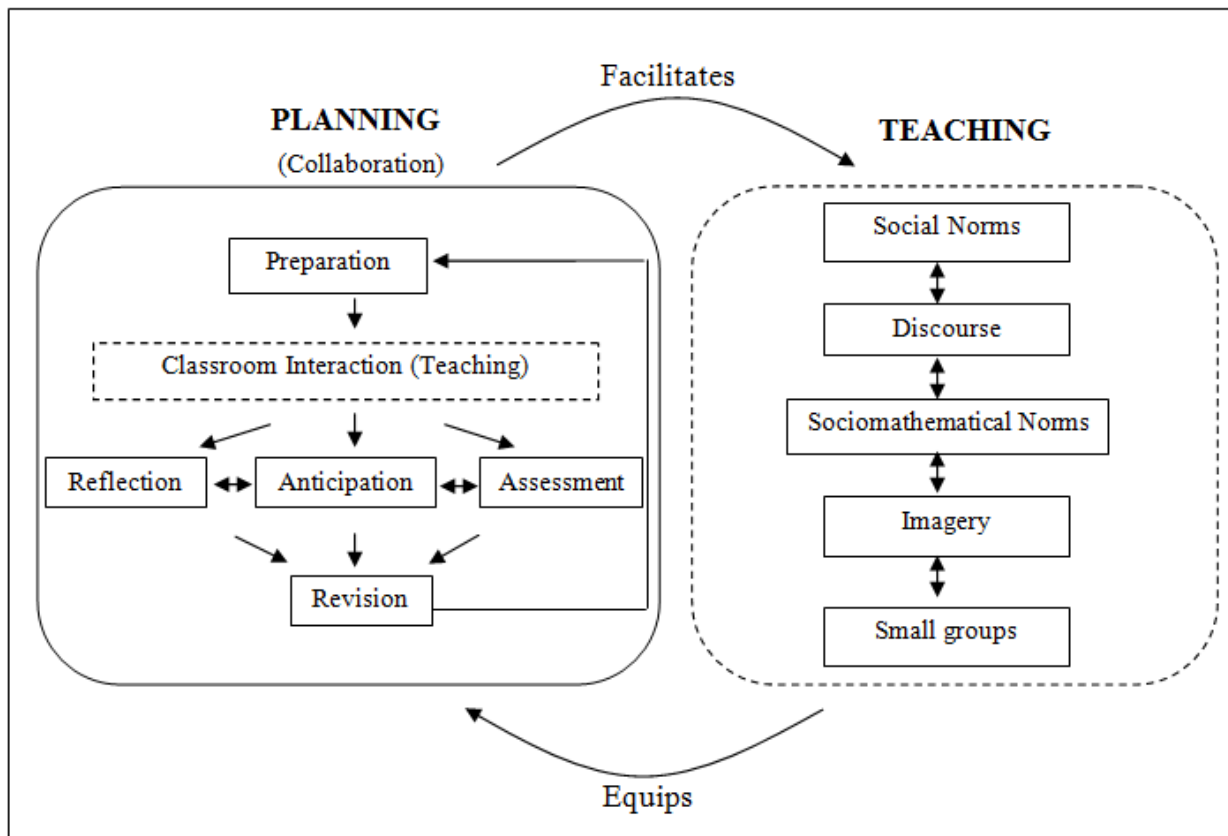 Facilitates
PLANNING
(Collaboration)
Preparation
Classroom Interaction (Teaching)
Reflection
Anticipation
Assessment
Revision
TEACHING
Social Norms
Discourse
Sociomathematical Norms
Imagery
Small groups
Equips